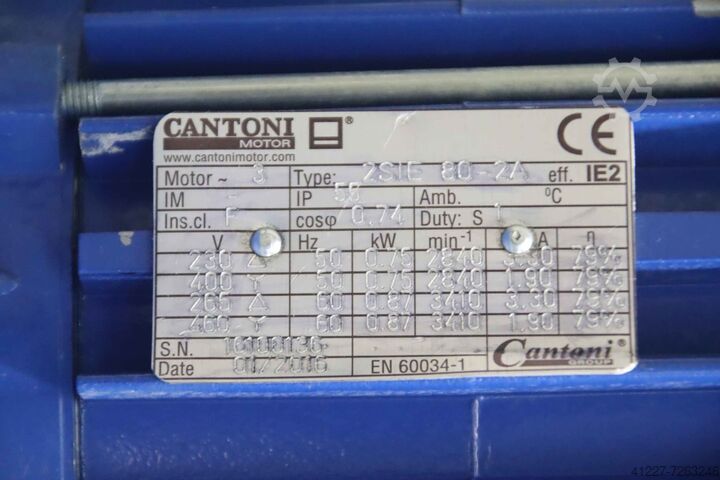 CANTONI ®
MOTOR
www.cantonimotor.com
CE
Motor ~ 3 Type: 2SIE 80-2A eff. IE2
IM - IP 55 Amb. °C
Ins.cl. F cosφ 0.74 Duty: S 1
V Hz kW min-1 A η
230 Δ 50 0.75 2840 .30 79%
400 Y 50 0.75 2840 1.90 79%
265 Δ 60 0.87 3410 3.30 79%
460 Y 60 0.87 3410 1.90 79%
S.N.
Date 01/2016 EN 60034-1
Cantoni ®
GROUP
41227-7263246